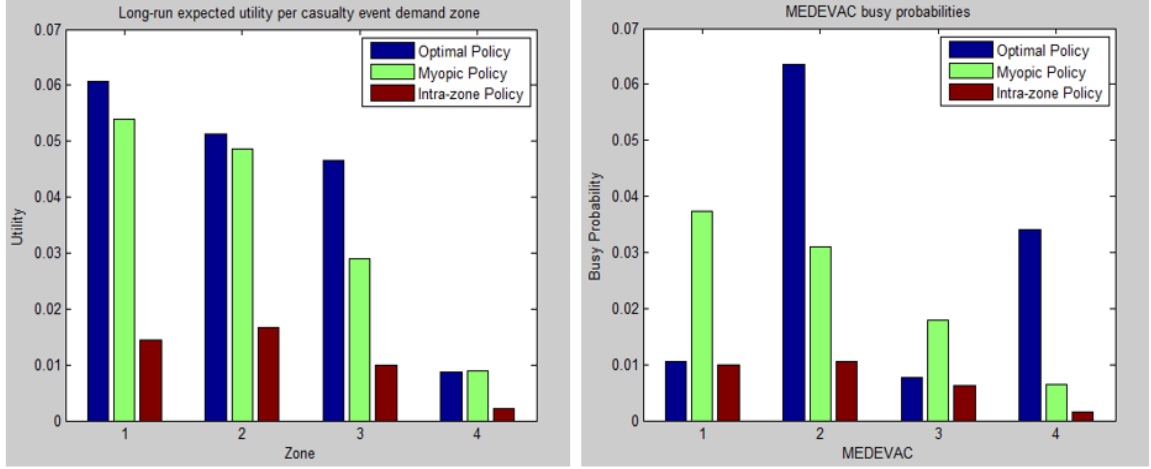 Long-run expected utility per casualty event demand zone
0.07
0.06
0.05
0.04
0.03
0.02
0.01
0
Utility
Optimal Policy
Myopic Policy
Intra-zone Policy
1 2 3 4
Zone
MEDEVAC busy probabilities
0.07
0.06
0.05
0.04
0.03
0.02
0.01
0
Busy Probability
Optimal Policy
Myopic Policy
Intra-zone Policy
1 2 3 4
MEDEVAC